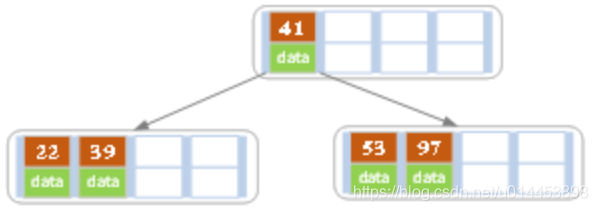 41
data
22 39
data data
53 97
data data
https://blog.csdn.net/u014453898